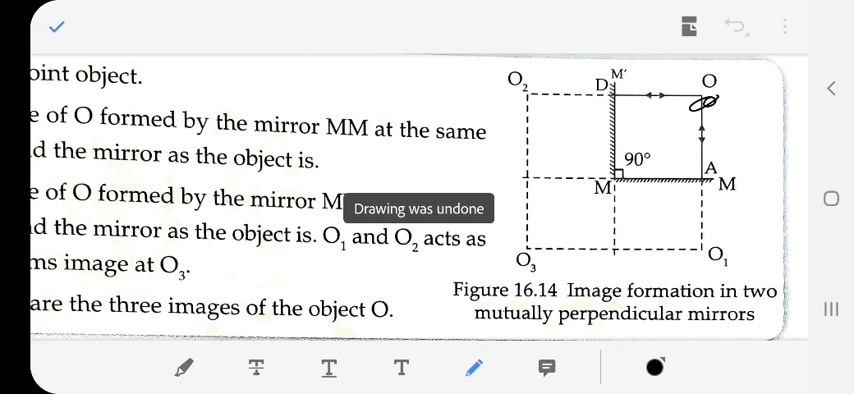 oint object.
e of O formed by the mirror MM at the same
d the mirror as the object is.
e of O formed by the mirror M
d the mirror as the object is. O₁ and O₂ acts as
ms image at O₃.
are the three images of the object O.
Drawing was undone
O₂
D
M′
O
90°
A
M
M
O₃
O₁
Figure 16.14 Image formation in two
mutually perpendicular mirrors
T
T
T